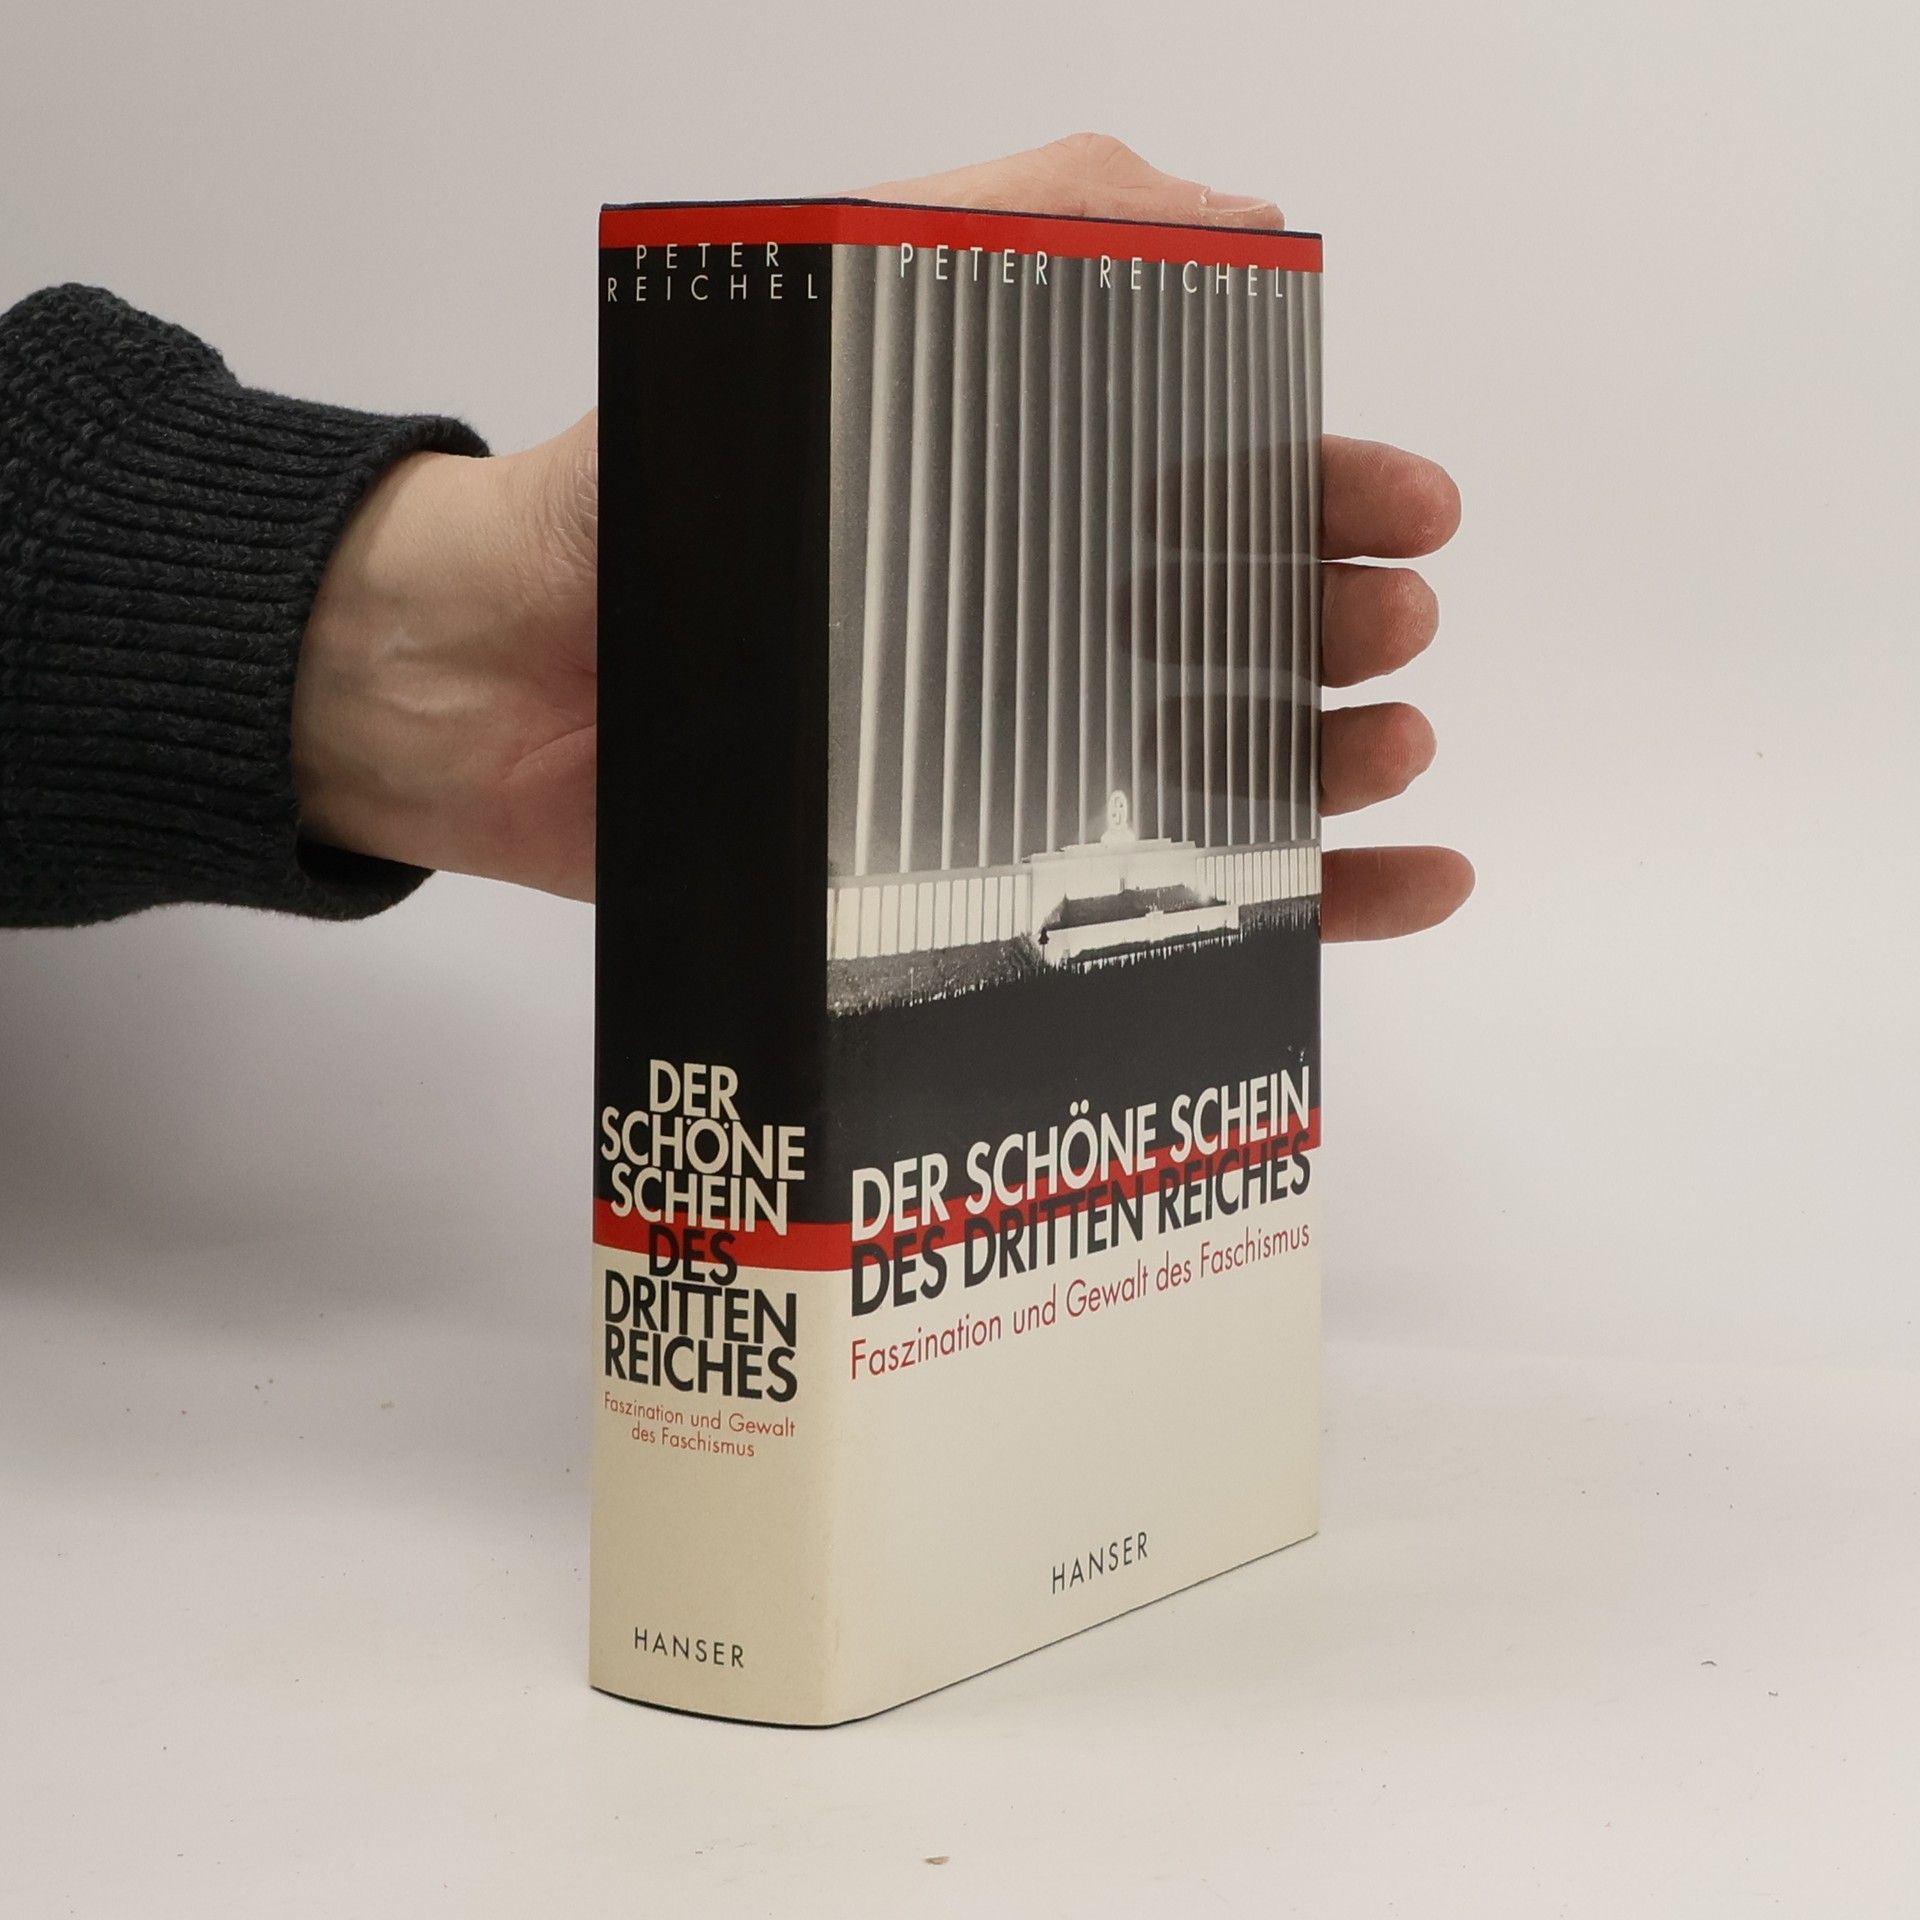 PETER
REICHEL
DER
SCHÖNE
SCHEIN
DES
DRITTEN
REICHES
Faszination und Gewalt
des Faschismus
HANSER
PETER REICHEL
DER SCHÖNE SCHEIN
DES DRITTEN REICHES
Faszination und Gewalt des Faschismus
HANSER